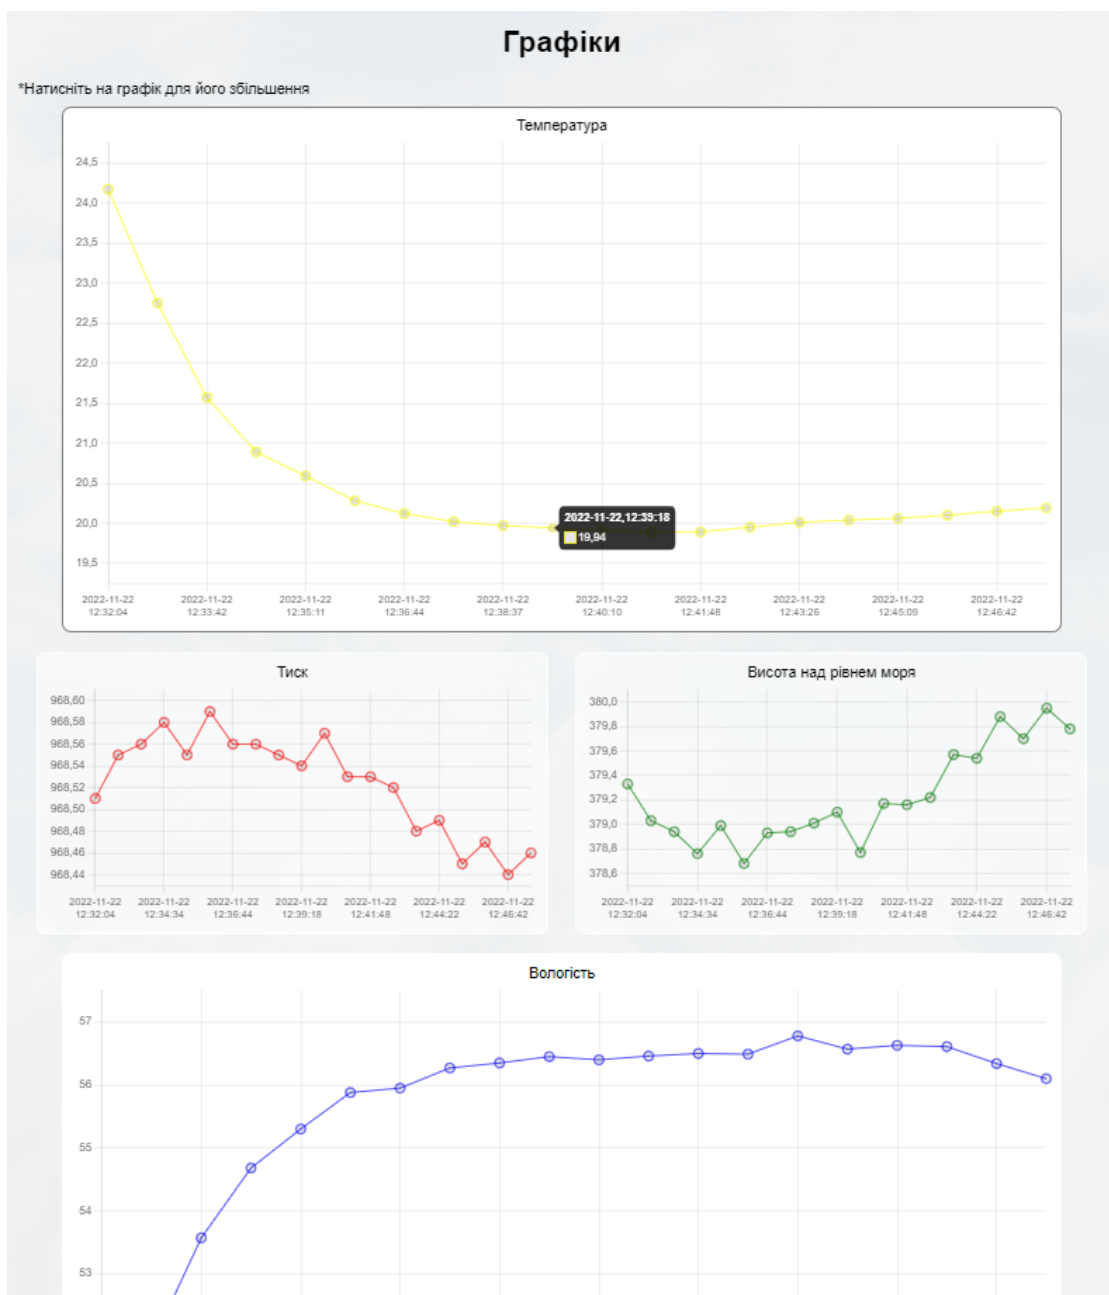 Графіки
*Натисніть на графік для його збільшення
Температура
24,5
24,0
23,5
23,0
22,5
22,0
21,5
21,0
20,5
20,0
19,5
2022-11-22,12:39:18
19,94
2022-11-22 2022-11-22 2022-11-22 2022-11-22 2022-11-22 2022-11-22 2022-11-22 2022-11-22 2022-11-22 2022-11-22
12:32:04 12:33:42 12:35:11 12:36:44 12:38:37 12:40:10 12:41:48 12:43:26 12:45:09 12:46:42
Тиск
968,60
968,58
968,56
968,54
968,52
968,50
968,48
968,46
968,44
2022-11-22 2022-11-22 2022-11-22 2022-11-22 2022-11-22 2022-11-22 2022-11-22
12:32:04 12:34:34 12:36:44 12:39:18 12:41:48 12:44:22 12:46:42
Висота над рівнем моря
380,0
379,8
379,6
379,4
379,2
379,0
378,8
378,6
2022-11-22 2022-11-22 2022-11-22 2022-11-22 2022-11-22 2022-11-22 2022-11-22
12:32:04 12:34:34 12:36:44 12:39:18 12:41:48 12:44:22 12:46:42
Вологість
57
56
55
54
53